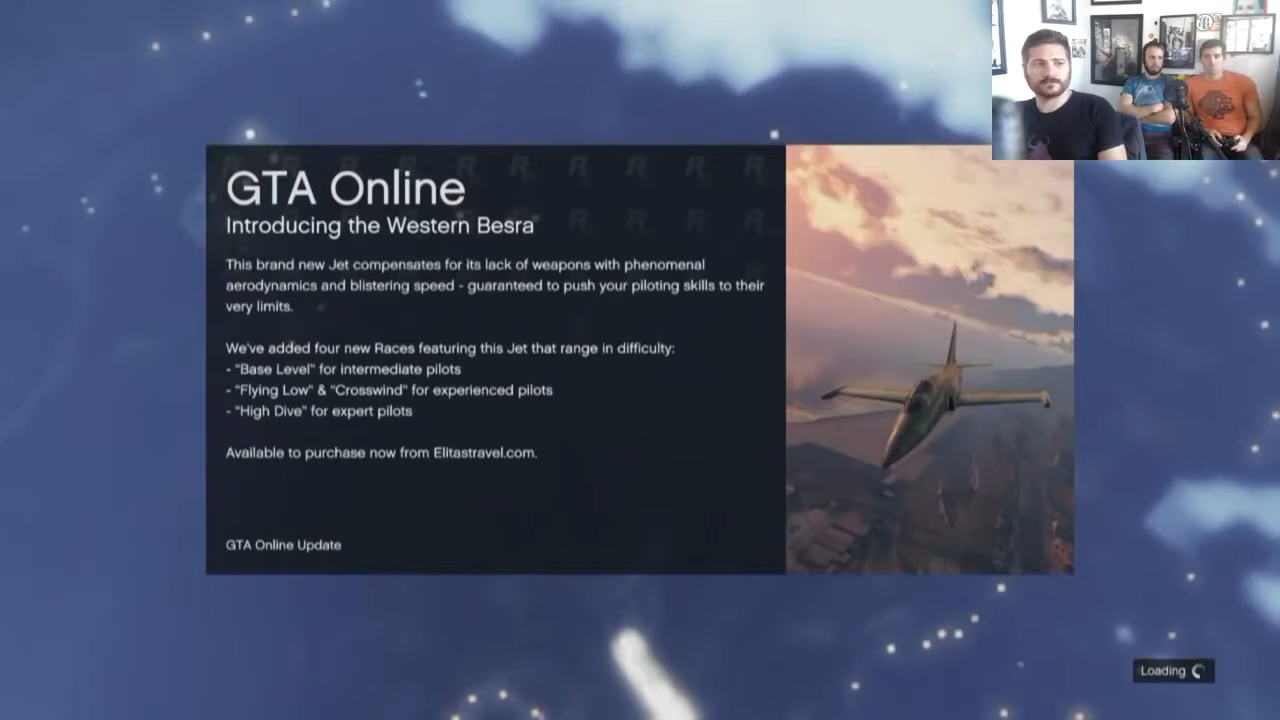 GTA Online
Introducing the Western Besra
This brand new Jet compensates for its lack of weapons with phenomenal
aerodynamics and blistering speed - guaranteed to push your piloting skills to their
very limits.
We've added four new Races featuring this Jet that range in difficulty:
- "Base Level" for intermediate pilots
- "Flying Low" & "Crosswind" for experienced pilots
- "High Dive" for expert pilots
Available to purchase now from Elitastravel.com.
GTA Online Update
Loading